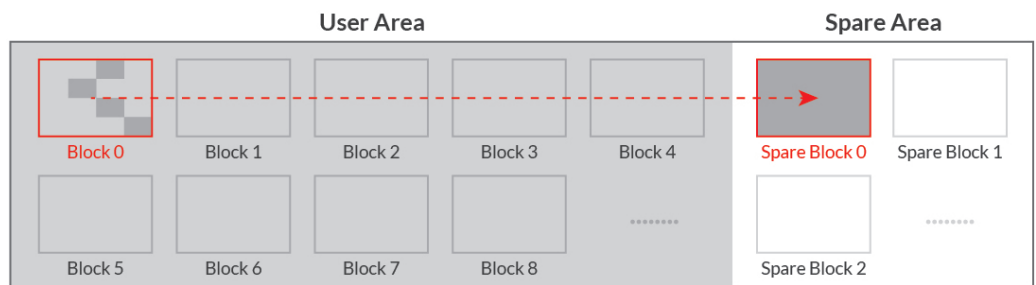 User Area
Spare Area
Block 0
Block 1
Block 2
Block 3
Block 4
Spare Block 0
Spare Block 1
Block 5
Block 6
Block 7
Block 8
Spare Block 2